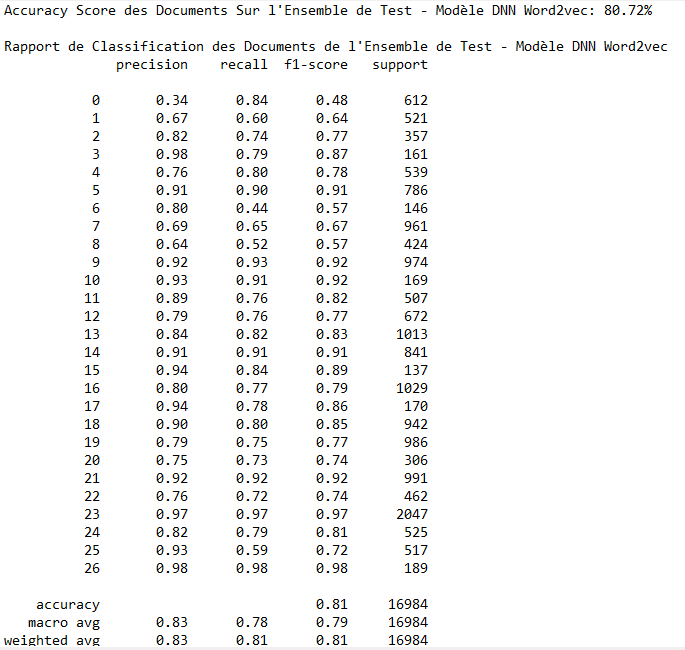 Accuracy Score des Documents Sur l'Ensemble de Test - Modèle DNN Word2vec: 80.72%
Rapport de Classification des Documents de l'Ensemble de Test - Modèle DNN Word2vec
precision recall f1-score support
0 0.34 0.84 0.48 612
1 0.67 0.60 0.64 521
2 0.82 0.74 0.77 357
3 0.98 0.79 0.87 161
4 0.76 0.80 0.78 539
5 0.91 0.90 0.91 786
6 0.80 0.44 0.57 146
7 0.69 0.65 0.67 961
8 0.64 0.52 0.57 424
9 0.92 0.93 0.92 974
10 0.93 0.91 0.92 169
11 0.89 0.76 0.82 507
12 0.79 0.76 0.77 672
13 0.84 0.82 0.83 1013
14 0.91 0.91 0.91 841
15 0.94 0.84 0.89 137
16 0.80 0.77 0.79 1029
17 0.94 0.78 0.86 170
18 0.90 0.80 0.85 942
19 0.79 0.75 0.77 986
20 0.75 0.73 0.74 306
21 0.92 0.92 0.92 991
22 0.76 0.72 0.74 462
23 0.97 0.97 0.97 2047
24 0.82 0.79 0.81 525
25 0.93 0.59 0.72 517
26 0.98 0.98 0.98 189
accuracy 0.81 16984
macro avg 0.83 0.78 0.79 16984
weighted avg 0.83 0.81 0.81 16984